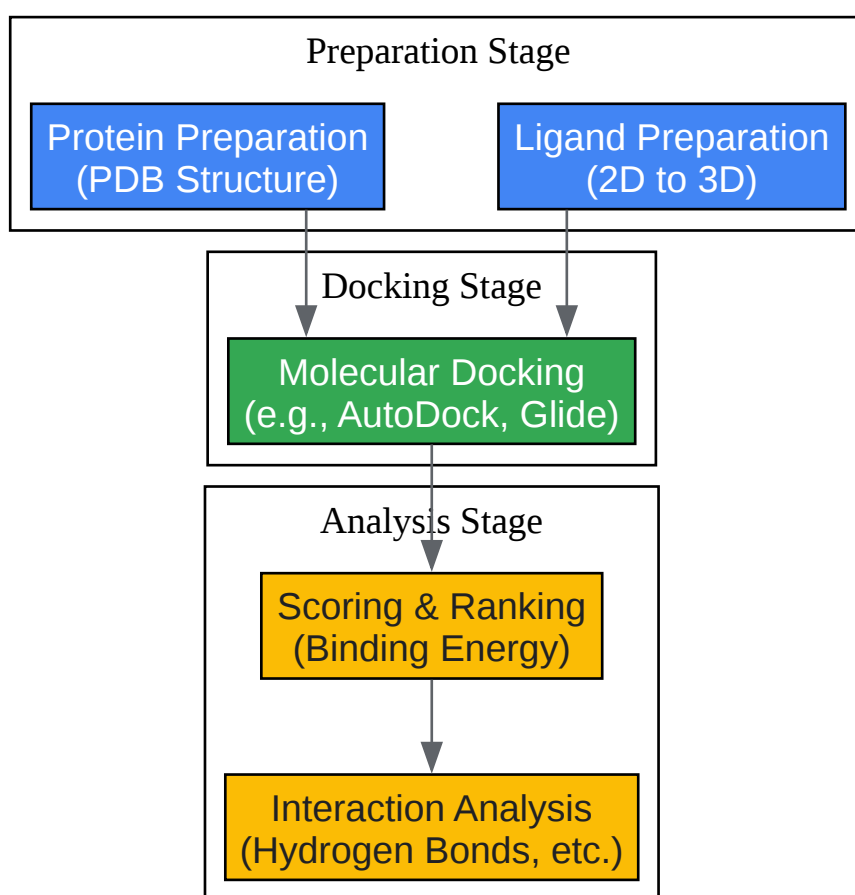 Preparation Stage
Protein Preparation
(PDB Structure)
Ligand Preparation
(2D to 3D)
Docking Stage
Molecular Docking
(e.g., AutoDock, Glide)
Analysis Stage
Scoring & Ranking
(Binding Energy)
Interaction Analysis
(Hydrogen Bonds, etc.)